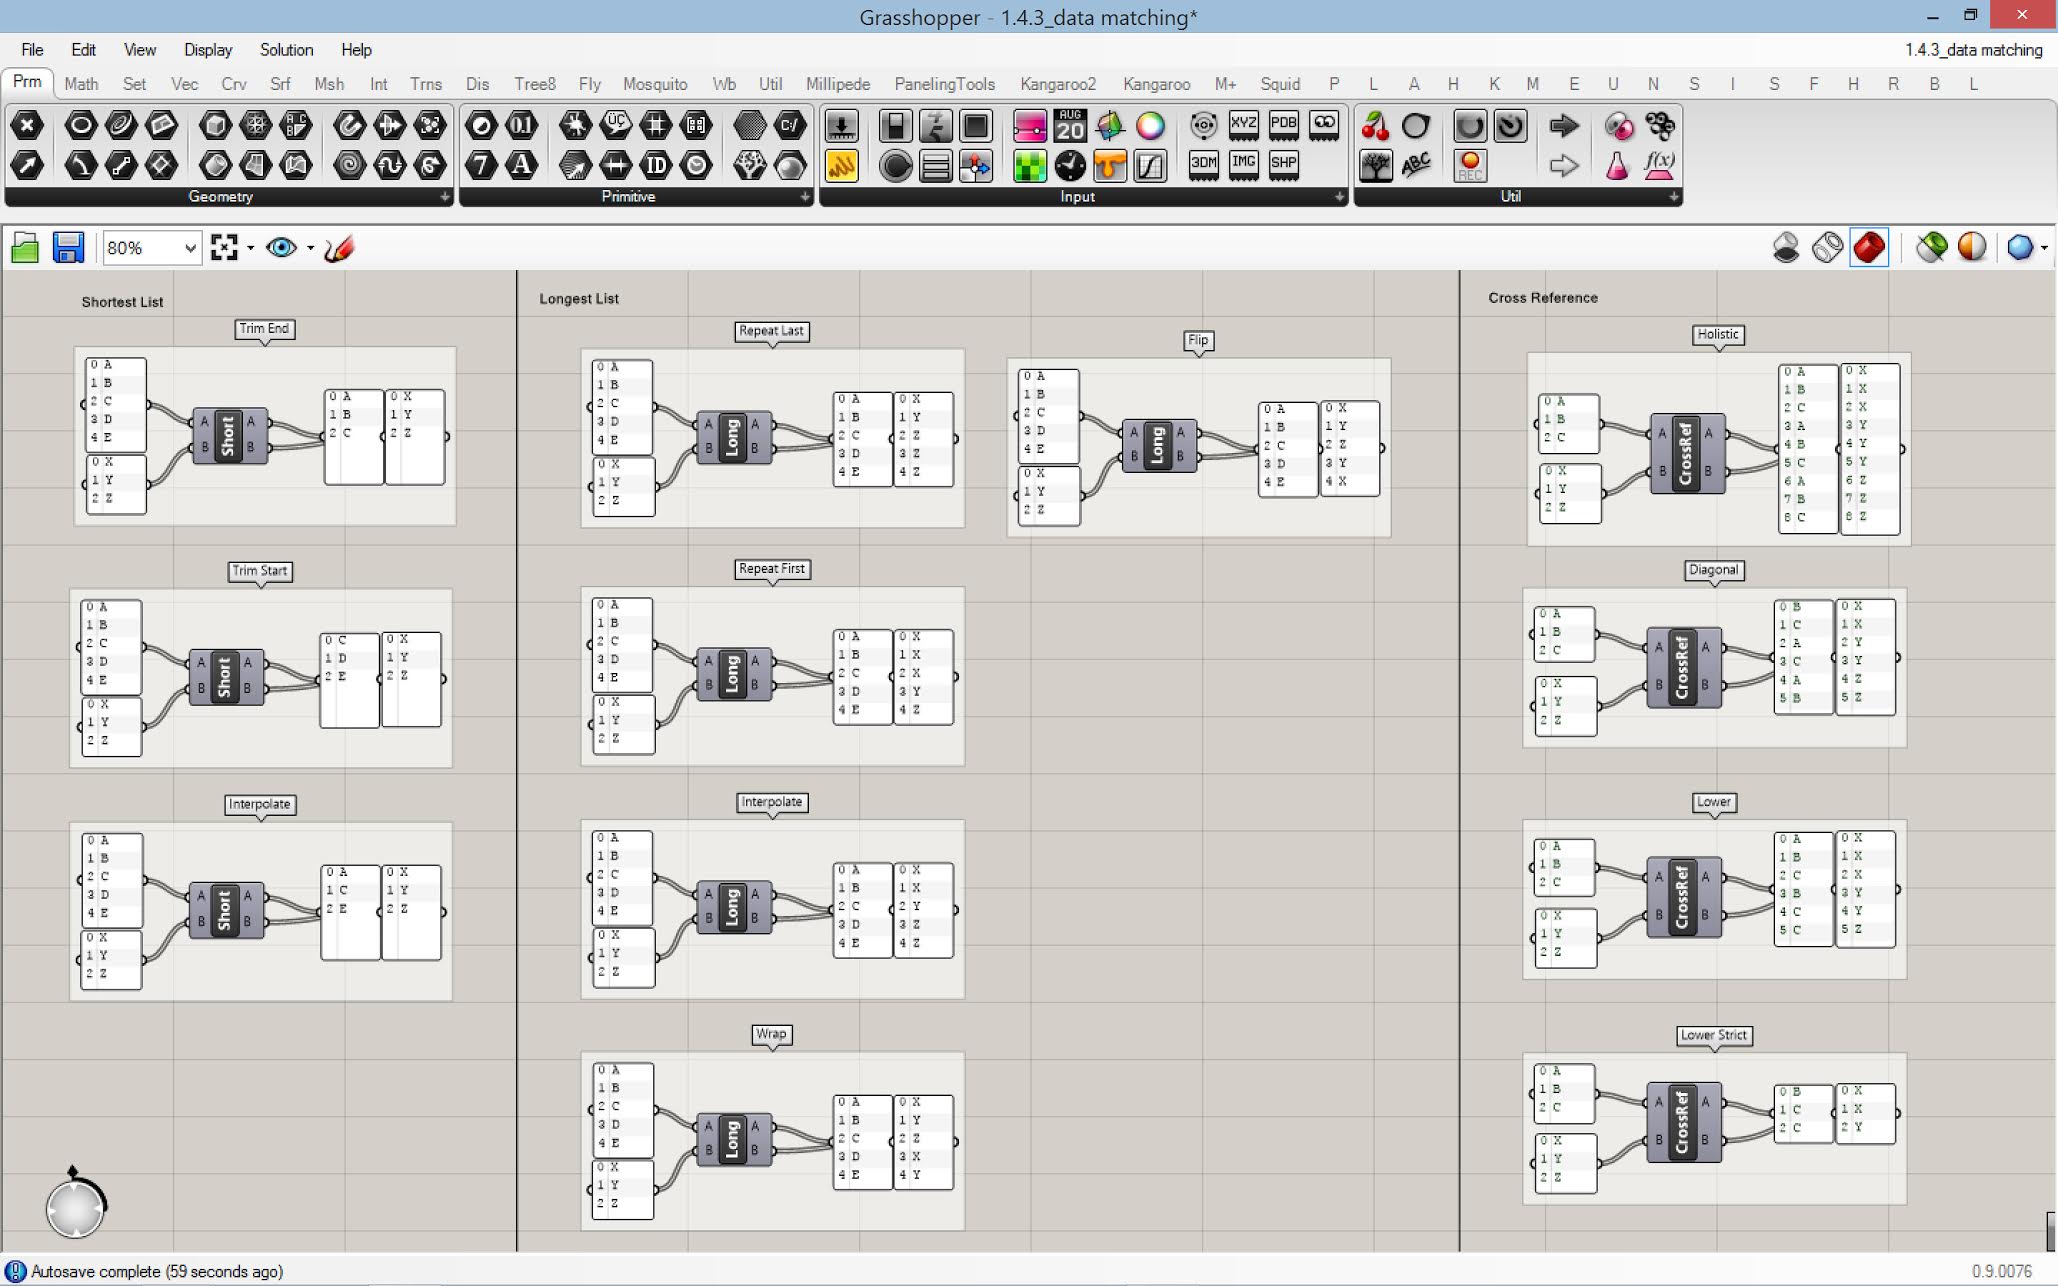 Grasshopper - 1.4.3_data matching*
File Edit View Display Solution Help 1.4.3_data matching
Prm Math Set Vec Crv Srf Msh Int Trns Dis Tree8 Fly Mosquito Wb Util Millipede PanelingTools Kangaroo2 Kangaroo M+ Squid P L A H K M E U N S I S F H R B L
AUG 20 XYZ PDB
ABC REC f(x)
7 A ID 3DM IMG SHP
Geometry Primitive Input Util
80%
Shortest List
Trim End
0 A
1 B
2 C
3 D
4 E
0 X
1 Y
2 Z
A B Short A B
0 A
1 B
2 C
0 X
1 Y
2 Z
Trim Start
0 A
1 B
2 C
3 D
4 E
0 X
1 Y
2 Z
A B Short A B
0 C
1 D
2 E
0 X
1 Y
2 Z
Interpolate
0 A
1 B
2 C
3 D
4 E
0 X
1 Y
2 Z
A B Short A B
0 A
1 C
2 E
0 X
1 Y
2 Z
Longest List
Repeat Last
0 A
1 B
2 C
3 D
4 E
0 X
1 Y
2 Z
A B Long A B
0 A
1 B
2 C
3 D
4 E
0 X
1 Y
2 Z
3 Z
4 Z
Flip
0 A
1 B
2 C
3 D
4 E
0 X
1 Y
2 Z
A B Long A B
0 A
1 B
2 C
3 D
4 E
0 X
1 Y
2 Z
3 Y
4 X
Repeat First
0 A
1 B
2 C
3 D
4 E
0 X
1 Y
2 Z
A B Long A B
0 A
1 B
2 C
3 D
4 E
0 X
1 X
2 X
3 Y
4 Z
Interpolate
0 A
1 B
2 C
3 D
4 E
0 X
1 Y
2 Z
A B Long A B
0 A
1 B
2 C
3 D
4 E
0 X
1 X
2 Y
3 Z
4 Z
Wrap
0 A
1 B
2 C
3 D
4 E
0 X
1 Y
2 Z
A B Long A B
0 A
1 B
2 C
3 D
4 E
0 X
1 Y
2 Z
3 X
4 Y
Cross Reference
Holistic
0 A
1 B
2 C
0 X
1 Y
2 Z
A B CrossRef A B
0 A
1 B
2 C
3 A
4 B
5 C
6 A
7 B
8 C
0 X
1 X
2 X
3 Y
4 Y
5 Y
6 Z
7 Z
8 Z
Diagonal
0 A
1 B
2 C
0 X
1 Y
2 Z
A B CrossRef A B
0 B
1 C
2 A
3 C
4 A
5 B
0 X
1 X
2 Y
3 Y
4 Z
5 Z
Lower
0 A
1 B
2 C
0 X
1 Y
2 Z
A B CrossRef A B
0 A
1 B
2 C
3 B
4 C
5 C
0 X
1 X
2 X
3 Y
4 Y
5 Z
Lower Strict
0 A
1 B
2 C
0 X
1 Y
2 Z
A B CrossRef A B
0 B
1 C
2 C
0 X
1 X
2 Y
Autosave complete (59 seconds ago) 0.9.0076